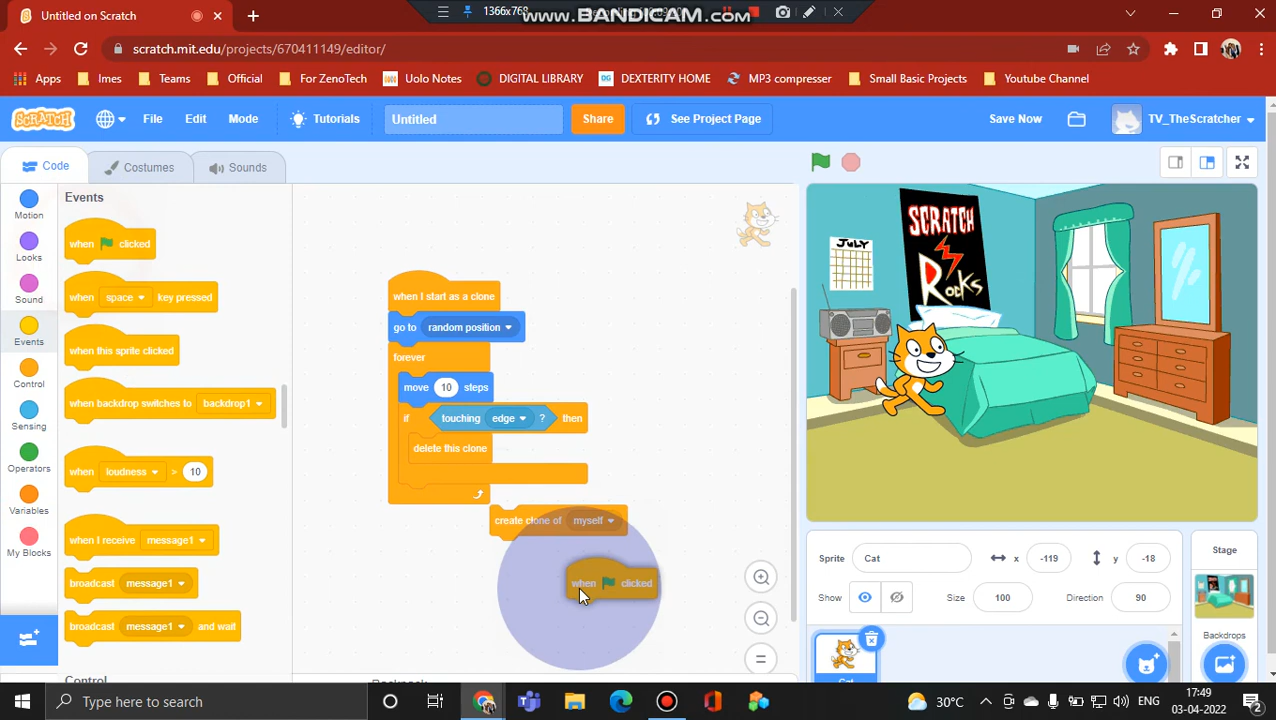 Untitled on Scratch
1366x768
www.BANDICAM.com
scratch.mit.edu/projects/670411149/editor/
Apps Imes Teams Official For ZenoTech Uolo Notes DIGITAL LIBRARY DEXTERITY HOME MP3 compresser Small Basic Projects Youtube Channel
SCRATCH File Edit Mode Tutorials Untitled Share See Project Page Save Now TV_TheScratcher
Code Costumes Sounds
Motion
Looks
Sound
Events
Control
Sensing
Operators
Variables
My Blocks
Events
when clicked
when space key pressed
when this sprite clicked
when backdrop switches to backdrop1
when loudness > 10
when I receive message1
broadcast message1
broadcast message1 and wait
Control
when I start as a clone
go to random position
forever
move 10 steps
if touching edge ? then
delete this clone
create clone of myself
when clicked
=
JULY
SCRATCH
Rocks
Sprite Cat x -119 y -18
Show Size 100 Direction 90
Cat
Stage
Backdrops
Type here to search
30°C ENG 17:49
03-04-2022
2